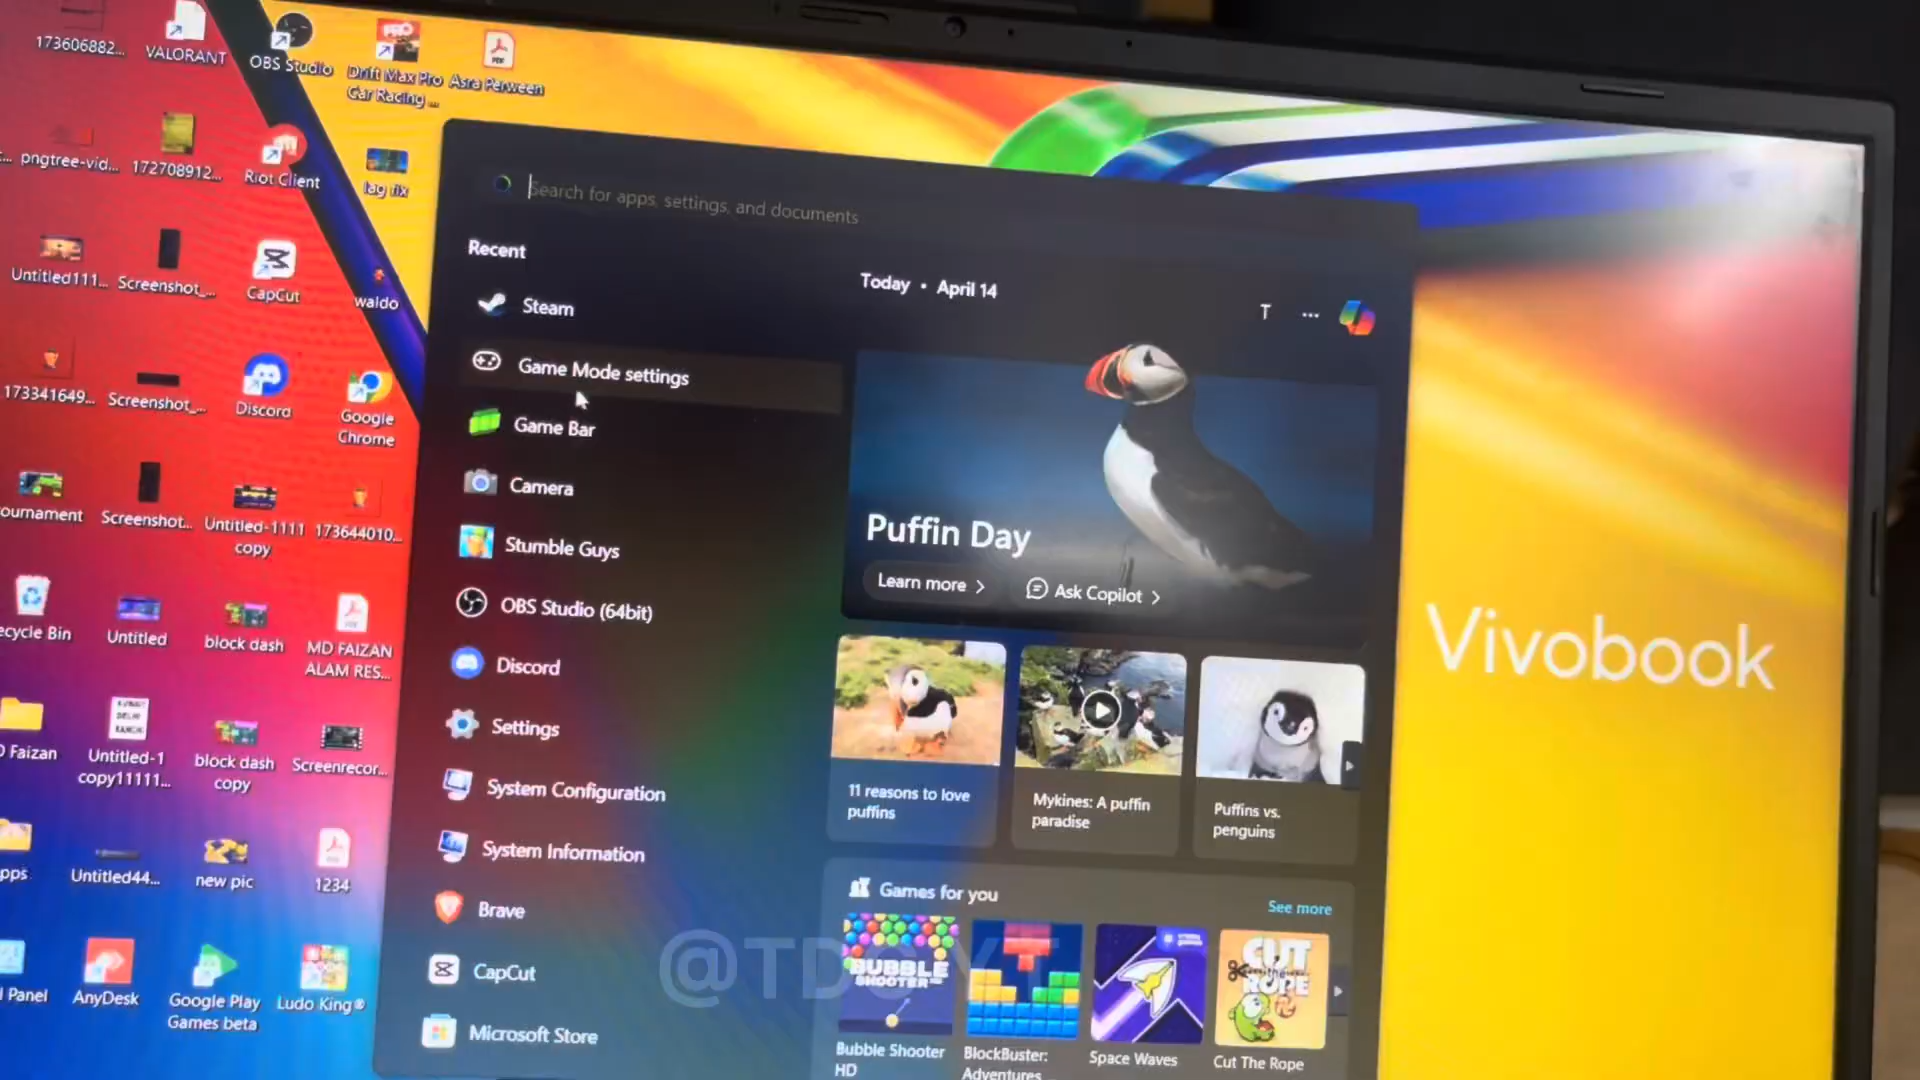 173606882...
VALORANT
OBS Studio
Drift Max Pro
Car Racing ...
Asra Perween
pngtree-vid...
172708912...
Riot Client
lag fix
Untitled111...
Screenshot_...
CapCut
waldo
173341649...
Screenshot_...
Discord
Google
Chrome
ournament
Screenshot...
Untitled-1111
copy
173644010...
ecycle Bin
Untitled
block dash
MD FAIZAN
ALAM RES...
D Faizan
Untitled-1
copy11111...
block dash
copy
Screenrecor...
pps
Untitled44...
new pic
1234
l Panel
AnyDesk
Google Play
Games beta
Ludo King®
Search for apps, settings, and documents
Recent
Steam
Game Mode settings
Game Bar
Camera
Stumble Guys
OBS Studio (64bit)
Discord
Settings
System Configuration
System Information
Brave
CapCut
Microsoft Store
Today • April 14
T
...
Puffin Day
Learn more >
Ask Copilot >
11 reasons to love
puffins
Mykines: A puffin
paradise
Puffins vs.
penguins
Games for you
See more
BUBBLE
SHOOTER
CUT
the
ROPE
Bubble Shooter
HD
BlockBuster:
Adventures
Space Waves
Cut The Rope
Vivobook